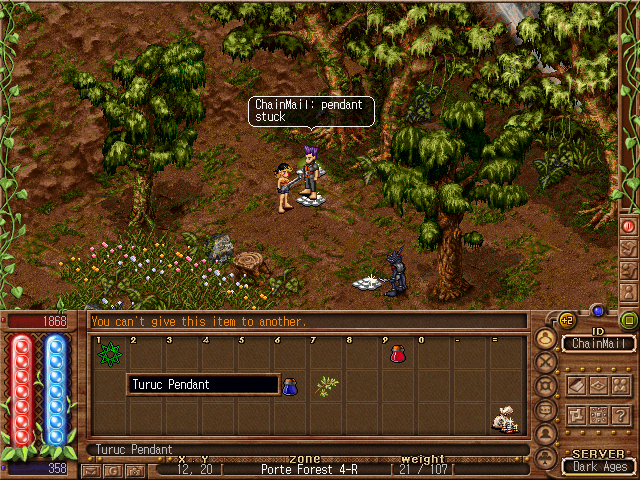 ChainMail: pendant
stuck
1868
You can't give this item to another.
+2
ID
ChainMail
1 2 3 4 5 6 7 8 9 0 - =
Turuc Pendant
Turuc Pendant
358
X Y zone weight
12, 20 Porte Forest 4-R 21 / 107
SERVER
Dark Ages